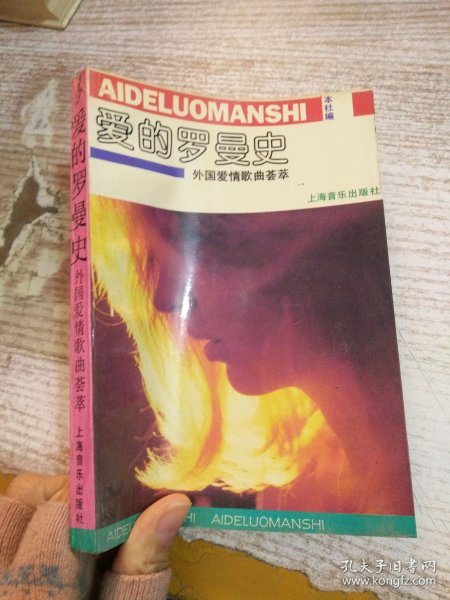 AIDELUOMANSHI
本社编
爱的罗曼史
外国爱情歌曲荟萃
上海音乐出版社
爱的罗曼史
外国爱情歌曲荟萃
上海音乐出版社
AIDELUOMANSHI
AIDELUOMANSHI
孔夫子旧书网
www.kongfz.com